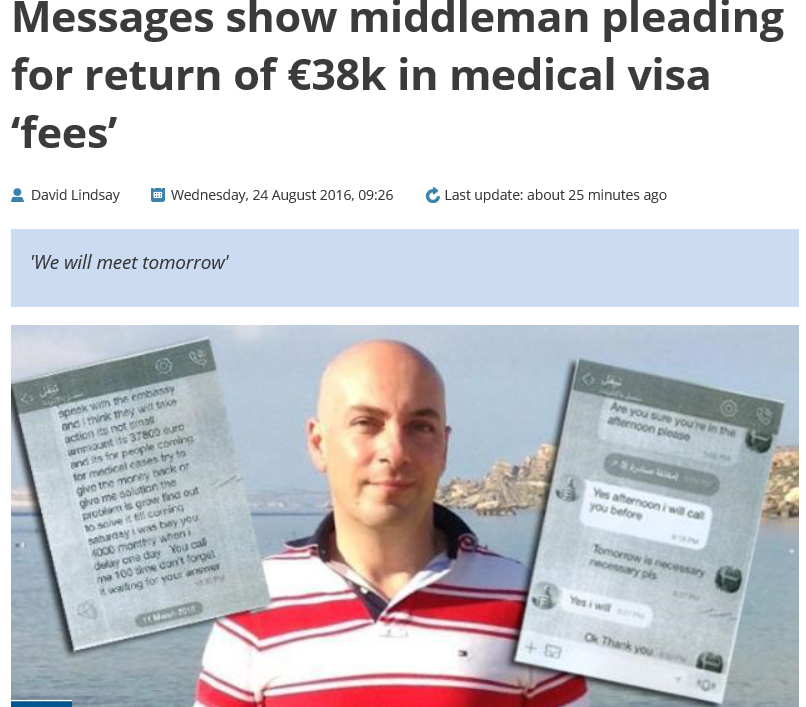 Messages show middleman pleading
for return of €38k in medical visa
‘fees’
David Lindsay
Wednesday, 24 August 2016, 09:26
Last update: about 25 minutes ago
'We will meet tomorrow'
speak with the embassy
and i think they will take
action its not small
ammount its 37800 euro
and its for people coming
for medical cases try to
give the money back or
give me solution the
problem is grow find out
to solve it till coming
saturday i was bay you
4000 monthly when i
delay one day. You call
me 100 time don't forget
it waiting for your answer
11 March 2016
Are you sure you're in the
afternoon please
Yes afternoon i will call
you before
Tomorrow is necessary
necessary pls
Yes i will
Ok Thank you